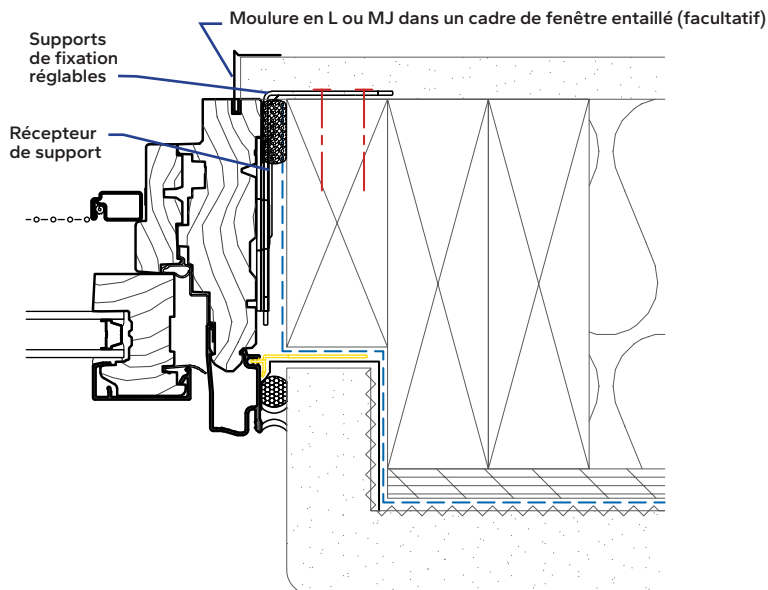 Moulure en L ou MJ dans un cadre de fenêtre entaillé (facultatif)
Supports
de fixation
réglables
Récepteur
de support